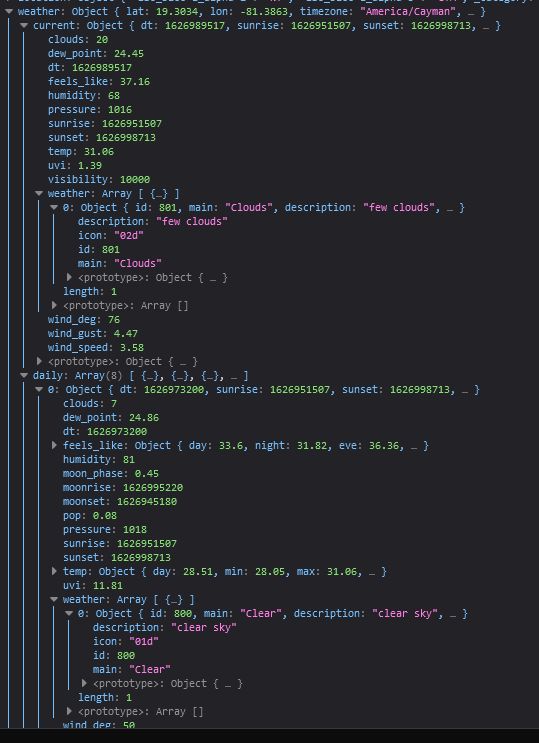 weather: Object { lat: 19.3034, lon: -81.3863, timezone: "America/Cayman", … }
current: Object { dt: 1626989517, sunrise: 1626951507, sunset: 1626998713, … }
clouds: 20
dew_point: 24.45
dt: 1626989517
feels_like: 37.16
humidity: 68
pressure: 1016
sunrise: 1626951507
sunset: 1626998713
temp: 31.06
uvi: 1.39
visibility: 10000
weather: Array [ {…} ]
0: Object { id: 801, main: "Clouds", description: "few clouds", … }
description: "few clouds"
icon: "02d"
id: 801
main: "Clouds"
<prototype>: Object { … }
length: 1
<prototype>: Array []
wind_deg: 76
wind_gust: 4.47
wind_speed: 3.58
<prototype>: Object { … }
daily: Array(8) [ {…}, {…}, {…}, … ]
0: Object { dt: 1626973200, sunrise: 1626951507, sunset: 1626998713, … }
clouds: 7
dew_point: 24.86
dt: 1626973200
feels_like: Object { day: 33.6, night: 31.82, eve: 36.36, … }
humidity: 81
moon_phase: 0.45
moonrise: 1626995220
moonset: 1626945180
pop: 0.08
pressure: 1018
sunrise: 1626951507
sunset: 1626998713
temp: Object { day: 28.51, min: 28.05, max: 31.06, … }
uvi: 11.81
weather: Array [ {…} ]
0: Object { id: 800, main: "Clear", description: "clear sky", … }
description: "clear sky"
icon: "01d"
id: 800
main: "Clear"
<prototype>: Object { … }
length: 1
<prototype>: Array []
wind_deg: 50